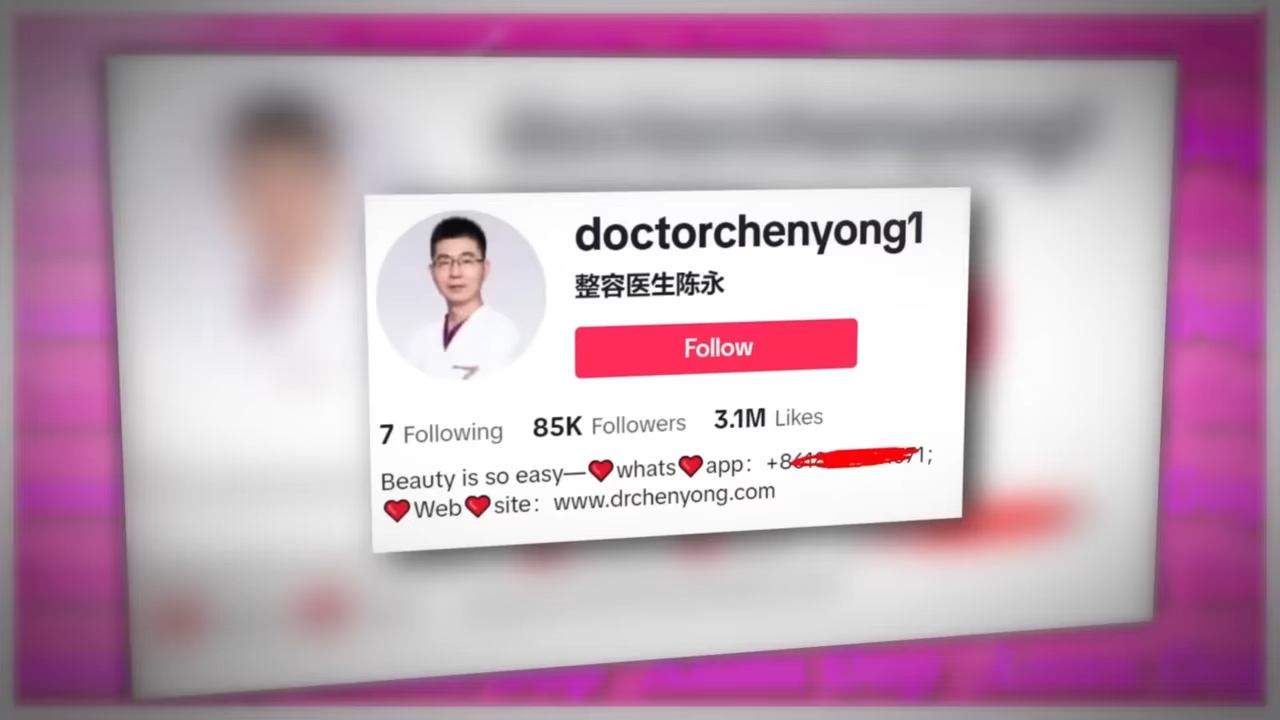 doctorchenyong1
整容医生陈永
Follow
7 Following 85K Followers 3.1M Likes
Beauty is so easy—❤️whats❤️app：
❤️Web❤️site：www.drchenyong.com